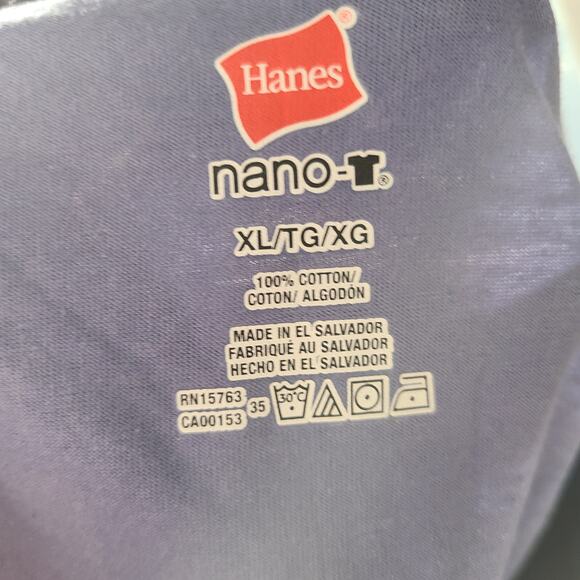 Hanes®
nano-T®
XL/TG/XG
100% COTTON/
COTON/ ALGODÓN
MADE IN EL SALVADOR
FABRIQUÉ AU SALVADOR
HECHO EN EL SALVADOR
RN15763
CA00153
35
30°C